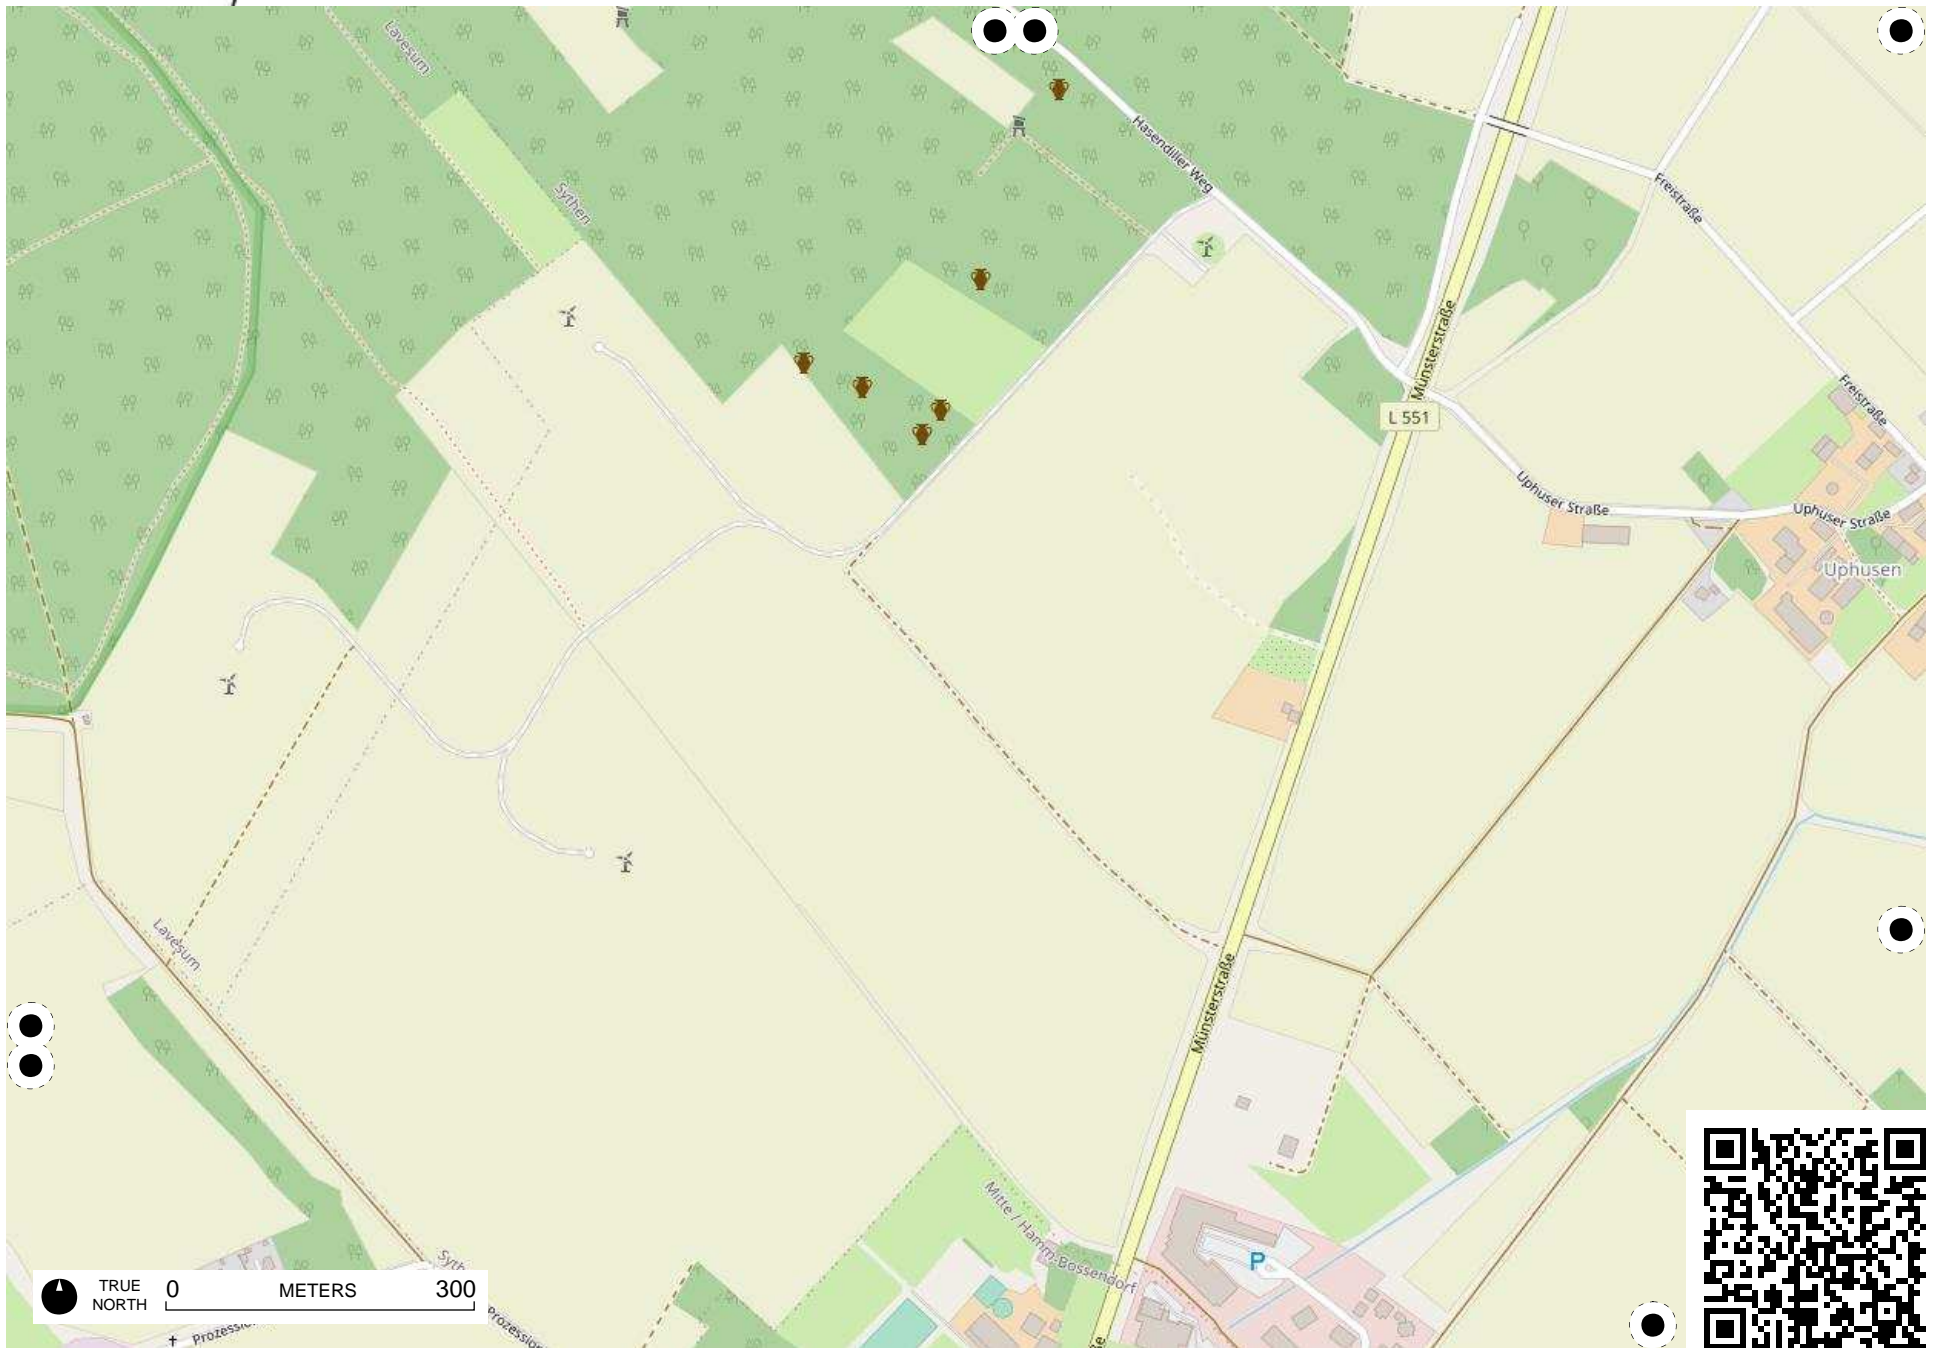 Lavesum
Hasendiller Weg
Sythen
Freistraße
Münsterstraße
L 551
Freistraße
Uphuser Straße
Uphuser Straße
Uphusen
Lavesum
Münsterstraße
Mitte / Hamm-Bossendorf
P
TRUE
NORTH
0
METERS
300